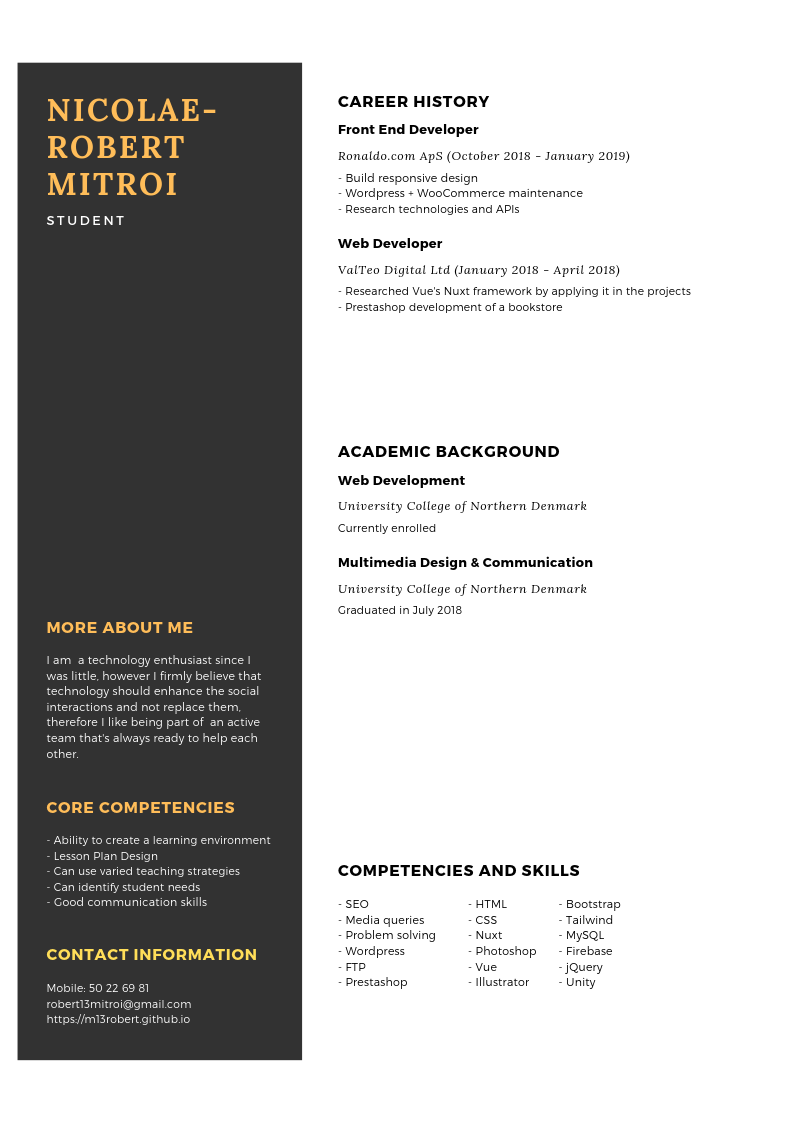 NICOLAE-
ROBERT
MITROI
STUDENT
MORE ABOUT ME
I am  a technology enthusiast since I
was little, however I firmly believe that
technology should enhance the social
interactions and not replace them,
therefore I like being part of  an active
team that's always ready to help each
other.
CORE COMPETENCIES
- Ability to create a learning environment
- Lesson Plan Design
- Can use varied teaching strategies
- Can identify student needs
- Good communication skills
CONTACT INFORMATION
Mobile: 50 22 69 81
robert13mitroi@gmail.com
https://m13robert.github.io
CAREER HISTORY
Front End Developer
Ronaldo.com ApS (October 2018 - January 2019)
- Build responsive design
- Wordpress + WooCommerce maintenance
- Research technologies and APIs
Web Developer
ValTeo Digital Ltd (January 2018 - April 2018)
- Researched Vue's Nuxt framework by applying it in the projects
- Prestashop development of a bookstore
ACADEMIC BACKGROUND
Web Development
University College of Northern Denmark
Currently enrolled
Multimedia Design & Communication
University College of Northern Denmark
Graduated in July 2018
COMPETENCIES AND SKILLS
- SEO
- Media queries
- Problem solving
- Wordpress
- FTP
- Prestashop
- HTML
- CSS
- Nuxt
- Photoshop
- Vue
- Illustrator
- Bootstrap
- Tailwind
- MySQL
- Firebase
- jQuery
- Unity